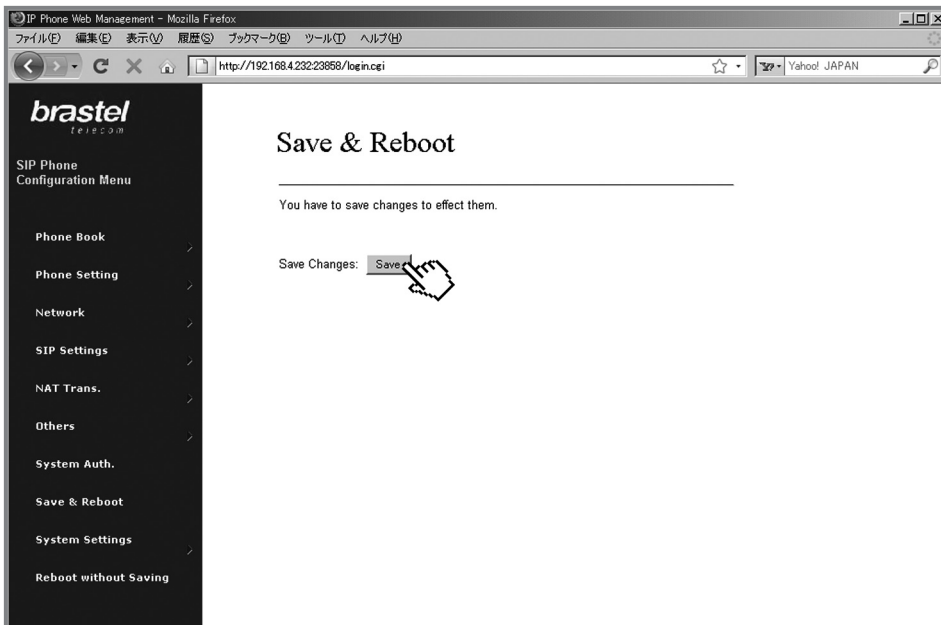 IP Phone Web Management - Mozilla Firefox
ファイル(F) 編集(E) 表示(V) 履歴(S) ブックマーク(B) ツール(T) ヘルプ(H)
http://192.168.4.232:23858/login.cgi
Yahoo! JAPAN
brastel
telecom
SIP Phone
Configuration Menu
Phone Book
Phone Setting
Network
SIP Settings
NAT Trans.
Others
System Auth.
Save & Reboot
System Settings
Reboot without Saving
Save & Reboot
You have to save changes to effect them.
Save Changes: Save